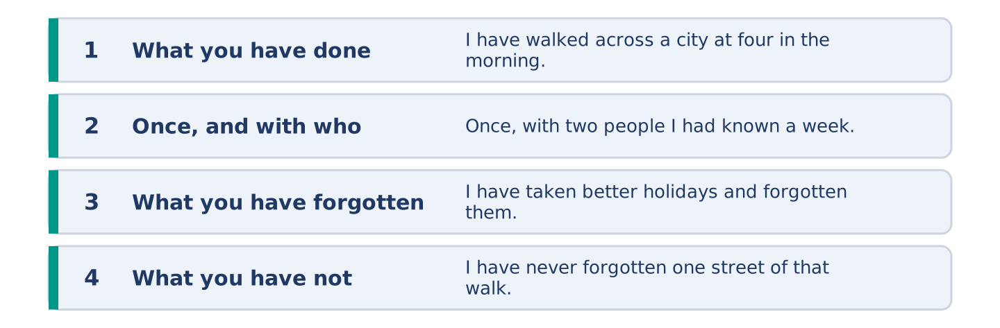 1 What you have done I have walked across a city at four in the
morning.
2 Once, and with who Once, with two people I had known a week.
3 What you have forgotten I have taken better holidays and forgotten
them.
4 What you have not I have never forgotten one street of that
walk.